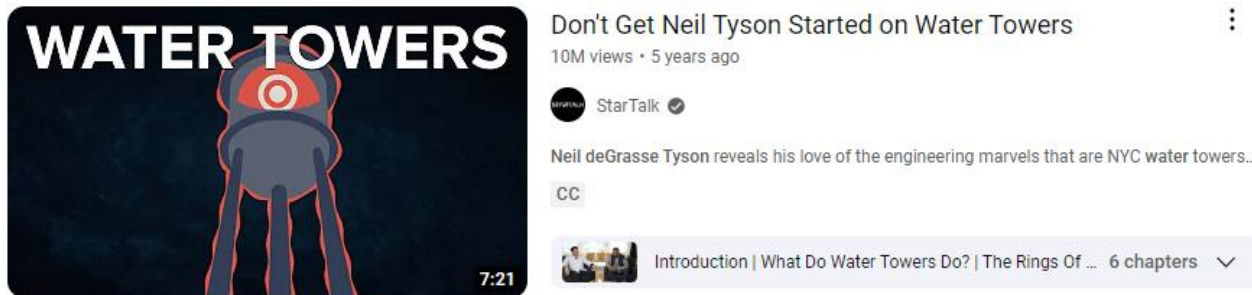 WATER TOWERS
7:21
Don't Get Neil Tyson Started on Water Towers
10M views • 5 years ago
STARTALK
StarTalk
Neil deGrasse Tyson reveals his love of the engineering marvels that are NYC water towers...
CC
Introduction | What Do Water Towers Do? | The Rings Of ... 6 chapters